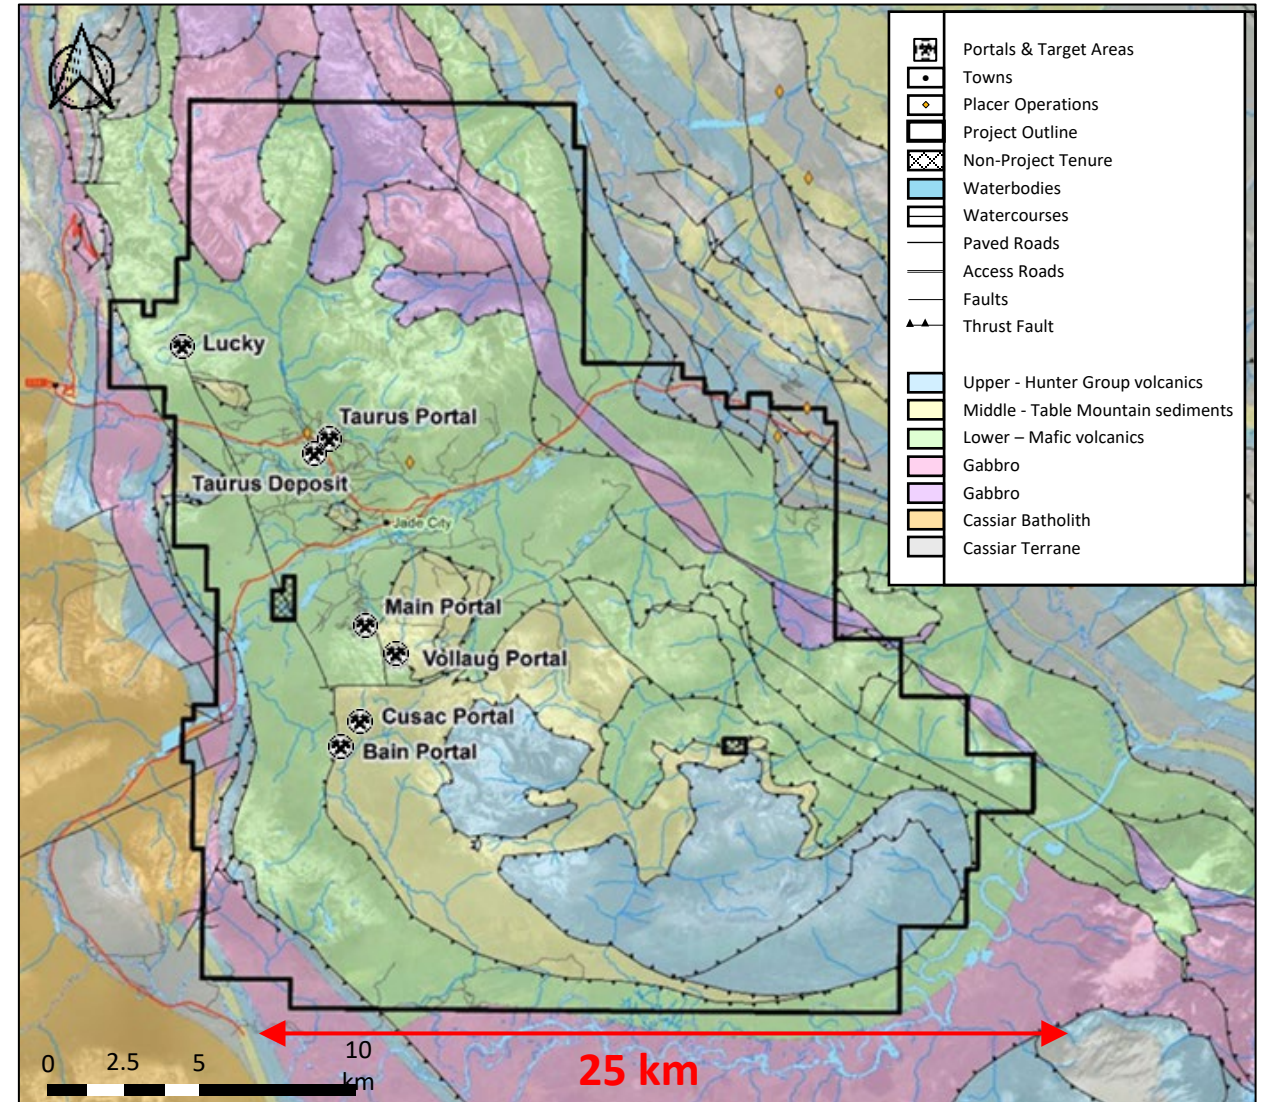 Portals & Target Areas
Towns
Placer Operations
Project Outline
Non-Project Tenure
Waterbodies
Watercourses
Paved Roads
Access Roads
Faults
Thrust Fault
Upper - Hunter Group volcanics
Middle - Table Mountain sediments
Lower – Mafic volcanics
Gabbro
Gabbro
Cassiar Batholith
Cassiar Terrane
Lucky
Taurus Portal
Taurus Deposit
Jade City
Main Portal
Vollaug Portal
Cusac Portal
Bain Portal
0 2.5 5 10
km
25 km